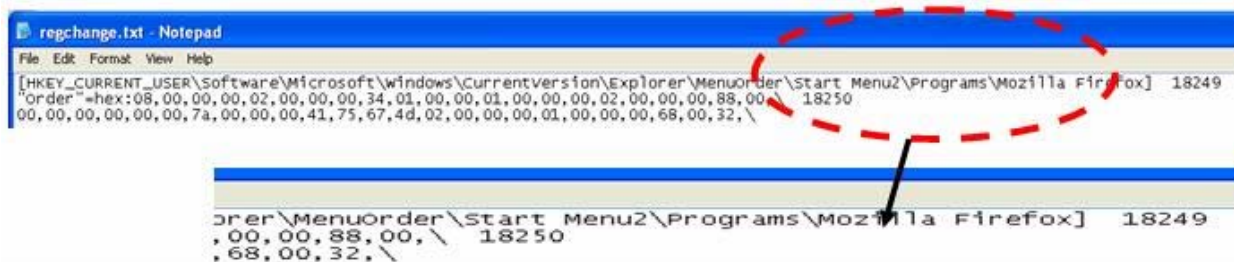 regchange.txt - Notepad
File Edit Format View Help
[HKEY_CURRENT_USER\Software\Microsoft\Windows\CurrentVersion\Explorer\MenuOrder\Start Menu2\Programs\Mozilla Firefox] 18249
"Order"=hex:08,00,00,00,02,00,00,00,34,01,00,00,01,00,00,00,02,00,00,00,88,00,\ 18250
00,00,00,00,00,00,7a,00,00,00,41,75,67,4d,02,00,00,00,01,00,00,00,68,00,32,\
orer\MenuOrder\Start Menu2\Programs\Mozilla Firefox] 18249
,00,00,88,00,\ 18250
,68,00,32,\